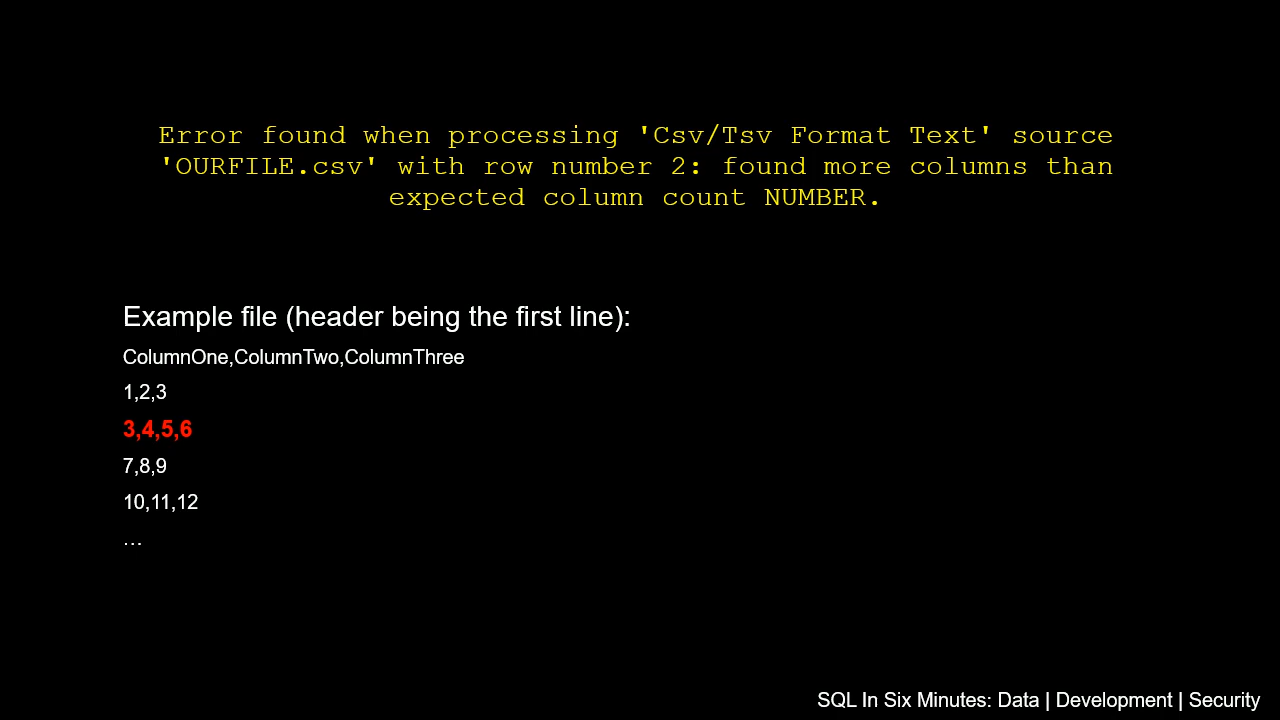 Error found when processing 'Csv/Tsv Format Text' source
'OURFILE.csv' with row number 2: found more columns than
expected column count NUMBER.
Example file (header being the first line):
ColumnOne,ColumnTwo,ColumnThree
1,2,3
3,4,5,6
7,8,9
10,11,12
…
SQL In Six Minutes: Data | Development | Security